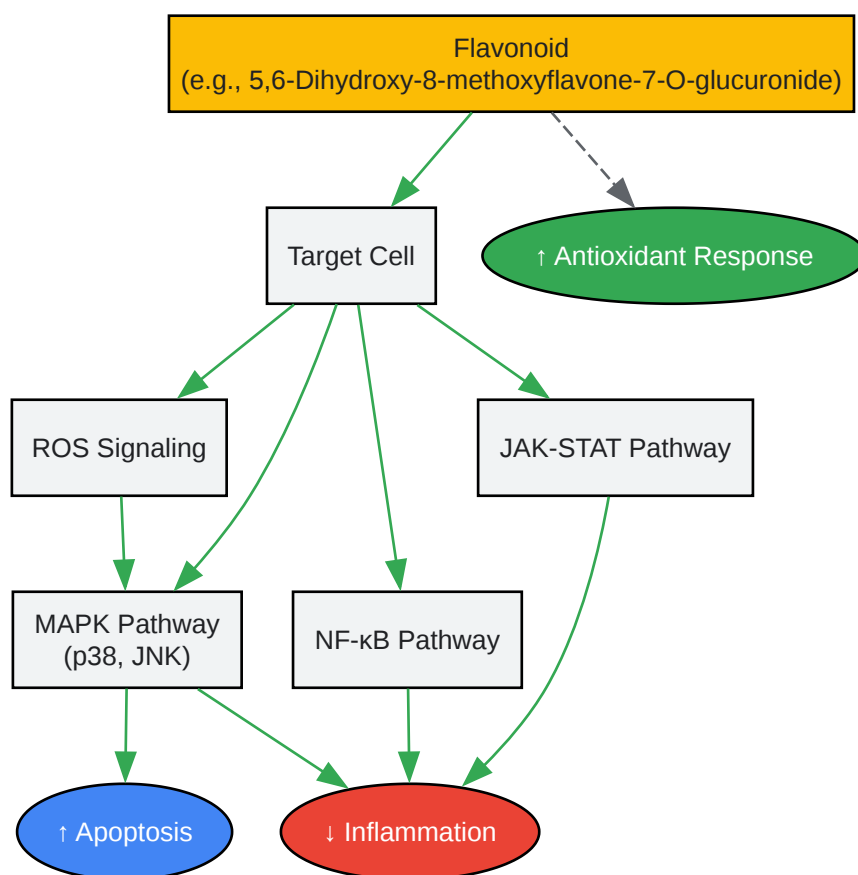 Flavonoid
(e.g., 5,6-Dihydroxy-8-methoxyflavone-7-O-glucuronide)
Target Cell
↑ Antioxidant Response
ROS Signaling
JAK-STAT Pathway
MAPK Pathway
(p38, JNK)
NF-κB Pathway
↑ Apoptosis
↓ Inflammation